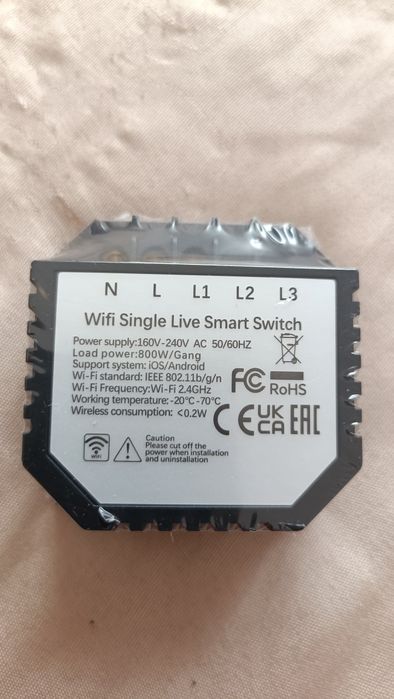 N L L1 L2 L3
Wifi Single Live Smart Switch
Power supply:160V-240V AC 50/60HZ
Load power:800W/Gang
Support system: iOS/Android
Wi-Fi standard: IEEE 802.11b/g/n
Wi-Fi Frequency:Wi-Fi 2.4GHz
Working temperature: -20℃-70℃
Wireless consumption: <0.2W
FC RoHS
CE UK CA EAC
WiFi
Caution
Please cut off the
power when installation
and uninstallation